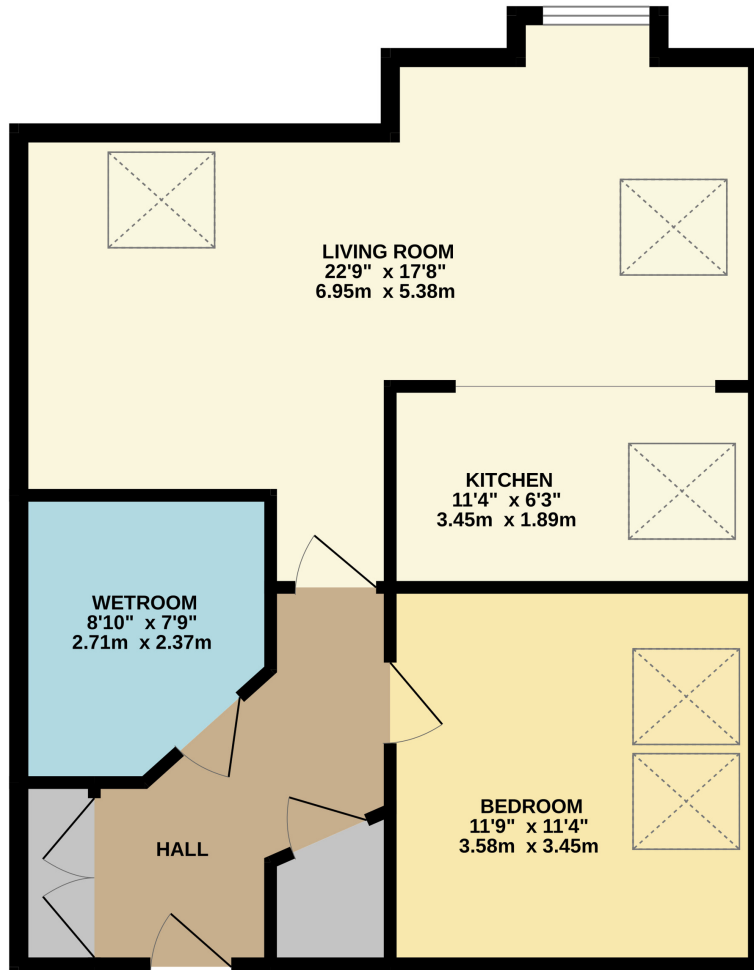 LIVING ROOM
22'9" x 17'8"
6.95m x 5.38m
KITCHEN
11'4" x 6'3"
3.45m x 1.89m
WETROOM
8'10" x 7'9"
2.71m x 2.37m
BEDROOM
11'9" x 11'4"
3.58m x 3.45m
HALL